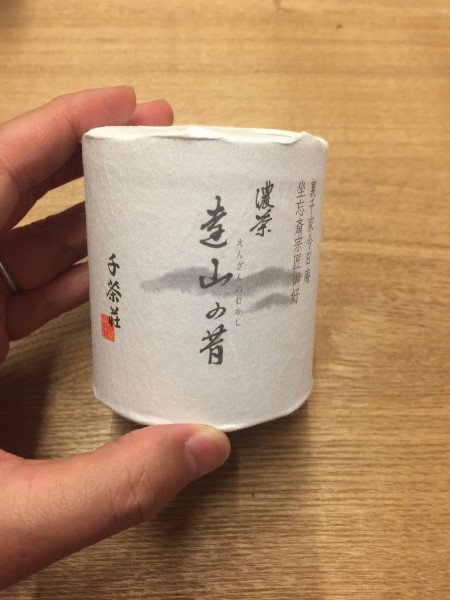 裏千家今日庵
坐忘斎宗匠御好
濃茶
遠山の昔
えんざんのむかし
千茶荘